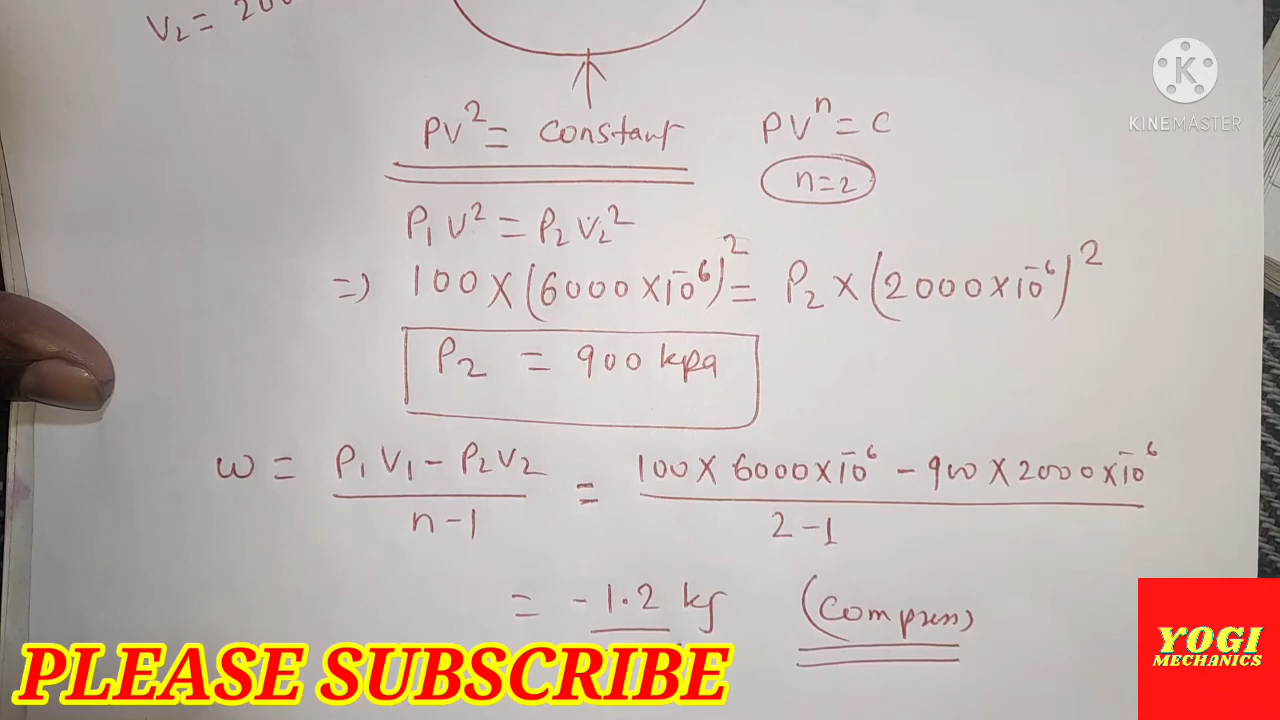 V₂ = 200
PV² = constant
PVⁿ = C
n=2
P₁V² = P₂V₂²
=) 100 X (6000 X 10⁻⁶)² = P₂ X (2000 X 10⁻⁶)²
P₂ = 900 kpa
W = P₁V₁ - P₂V₂ / n-1 = 100 X 6000 X 10⁻⁶ - 900 X 2000 X 10⁻⁶ / 2-1
= -1.2 kJ (compress)
KINEMASTER
PLEASE SUBSCRIBE
YOGI
MECHANICS